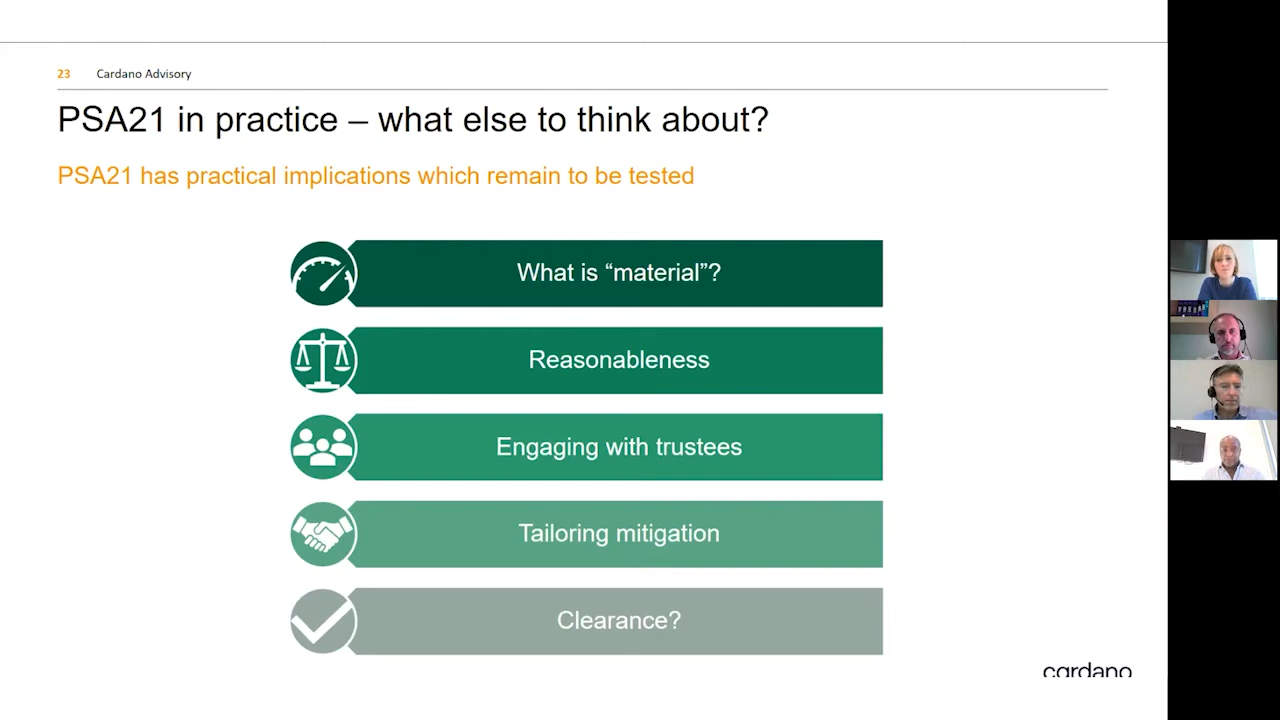 23 Cardano Advisory
PSA21 in practice – what else to think about?
PSA21 has practical implications which remain to be tested
What is “material”?
Reasonableness
Engaging with trustees
Tailoring mitigation
Clearance?
cardano